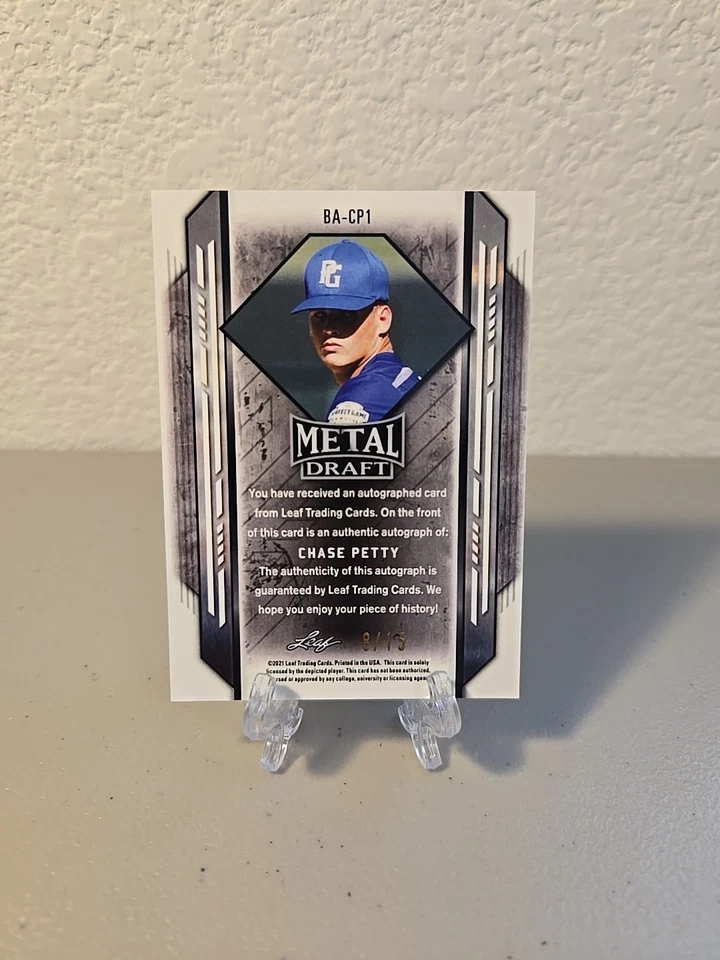 BA-CP1
PG
PERFECT GAME
METAL
DRAFT
You have received an autographed card
from Leaf Trading Cards. On the front
of this card is an authentic autograph of:
CHASE PETTY
The authenticity of this autograph is
guaranteed by Leaf Trading Cards. We
hope you enjoy your piece of history!
Leaf 8/15
©2021 Leaf Trading Cards. Printed in the USA. This card is solely
licensed by the depicted player. This card has not been authorized,
or approved by any college, university or licensing